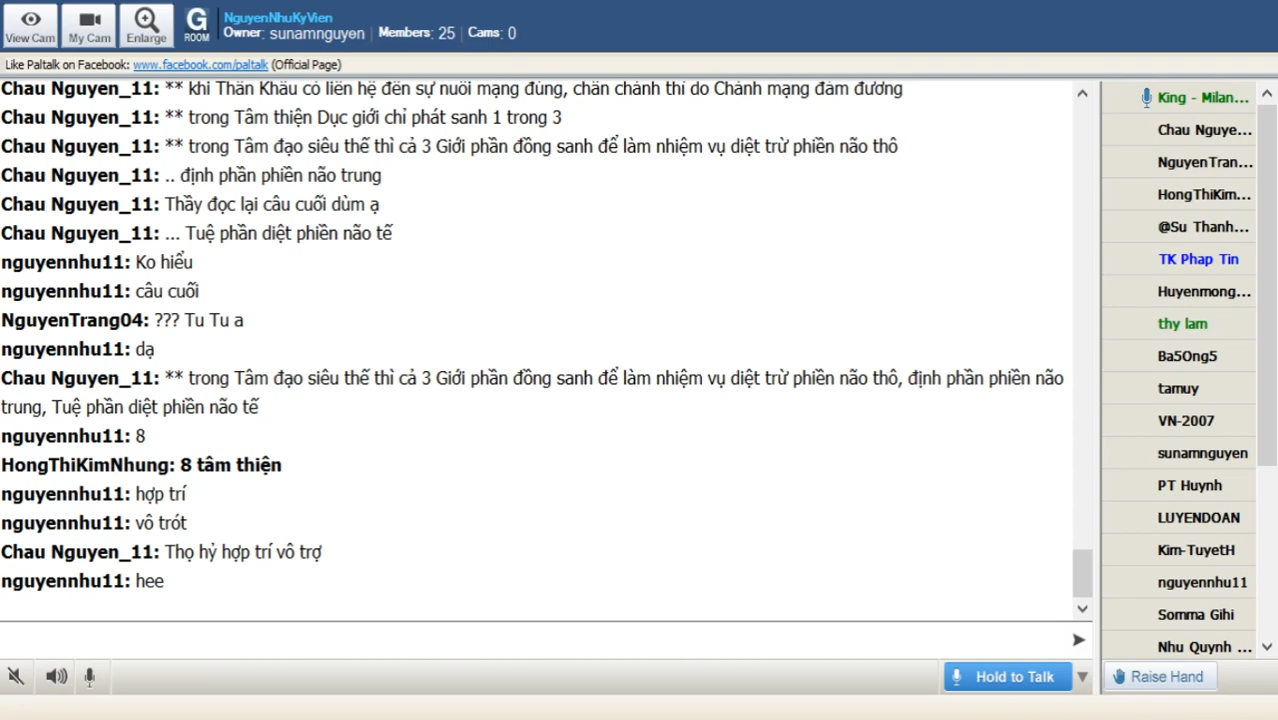 View Cam
My Cam
Enlarge
G
ROOM
NguyenNhuKyVien
Owner: sunamnguyen | Members: 25 | Cams: 0
Like Paltalk on Facebook: www.facebook.com/paltalk (Official Page)
Chau Nguyen_11: ** khi Thân Khẩu có liên hệ đến sự nuôi mạng đúng, chân chánh thì do Chánh mạng đảm đương
Chau Nguyen_11: ** trong Tâm thiện Dục giới chỉ phát sanh 1 trong 3
Chau Nguyen_11: ** trong Tâm đạo siêu thế thì cả 3 Giới phần đồng sanh để làm nhiệm vụ diệt trừ phiền não thô
Chau Nguyen_11: .. định phần phiền não trung
Chau Nguyen_11: Thầy đọc lại câu cuối dùm ạ
Chau Nguyen_11: ... Tuệ phần diệt phiền não tế
nguyennhu11: Ko hiểu
nguyennhu11: câu cuối
NguyenTrang04: ??? Tu Tu a
nguyennhu11: dạ
Chau Nguyen_11: ** trong Tâm đạo siêu thế thì cả 3 Giới phần đồng sanh để làm nhiệm vụ diệt trừ phiền não thô, định phần phiền não
trung, Tuệ phần diệt phiền não tế
nguyennhu11: 8
HongThiKimNhung: 8 tâm thiện
nguyennhu11: hợp trí
nguyennhu11: vô trót
Chau Nguyen_11: Thọ hỷ hợp trí vô trợ
nguyennhu11: hee
King - Milan...
Chau Nguye...
NguyenTran...
HongThiKim...
@Su Thanh...
TK Phap Tin
Huyenmong...
thy lam
Ba5Ong5
tamuy
VN-2007
sunamnguyen
PT Huynh
LUYENDOAN
Kim-TuyetH
nguyennhu11
Somma Gihi
Nhu Quynh ...
Hold to Talk
Raise Hand